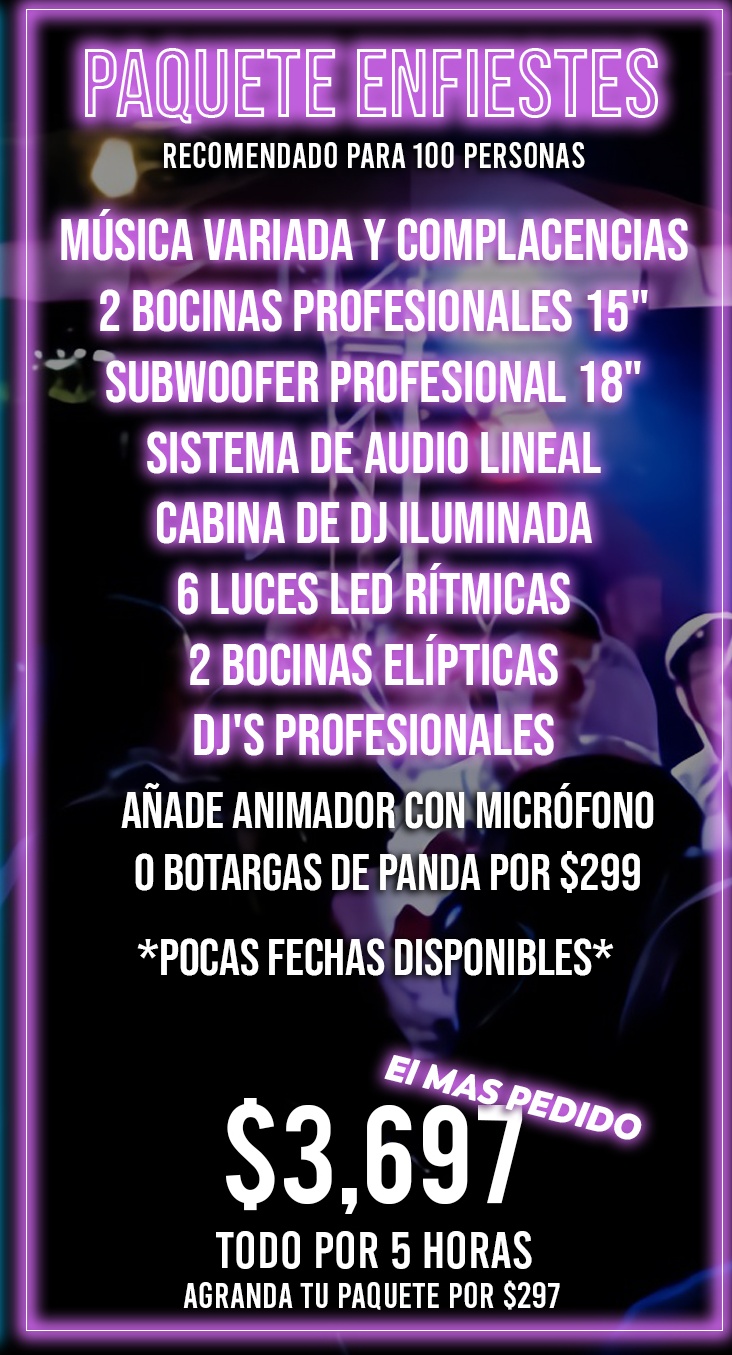 PAQUETE ENFIESTES
RECOMENDADO PARA 100 PERSONAS
MÚSICA VARIADA Y COMPLACENCIAS
2 BOCINAS PROFESIONALES 15"
SUBWOOFER PROFESIONAL 18"
SISTEMA DE AUDIO LINEAL
CABINA DE DJ ILUMINADA
6 LUCES LED RÍTMICAS
2 BOCINAS ELÍPTICAS
DJ'S PROFESIONALES
AÑADE ANIMADOR CON MICRÓFONO
O BOTARGAS DE PANDA POR $299
*POCAS FECHAS DISPONIBLES*
El MAS PEDIDO
$3,697
TODO POR 5 HORAS
AGRANDA TU PAQUETE POR $297